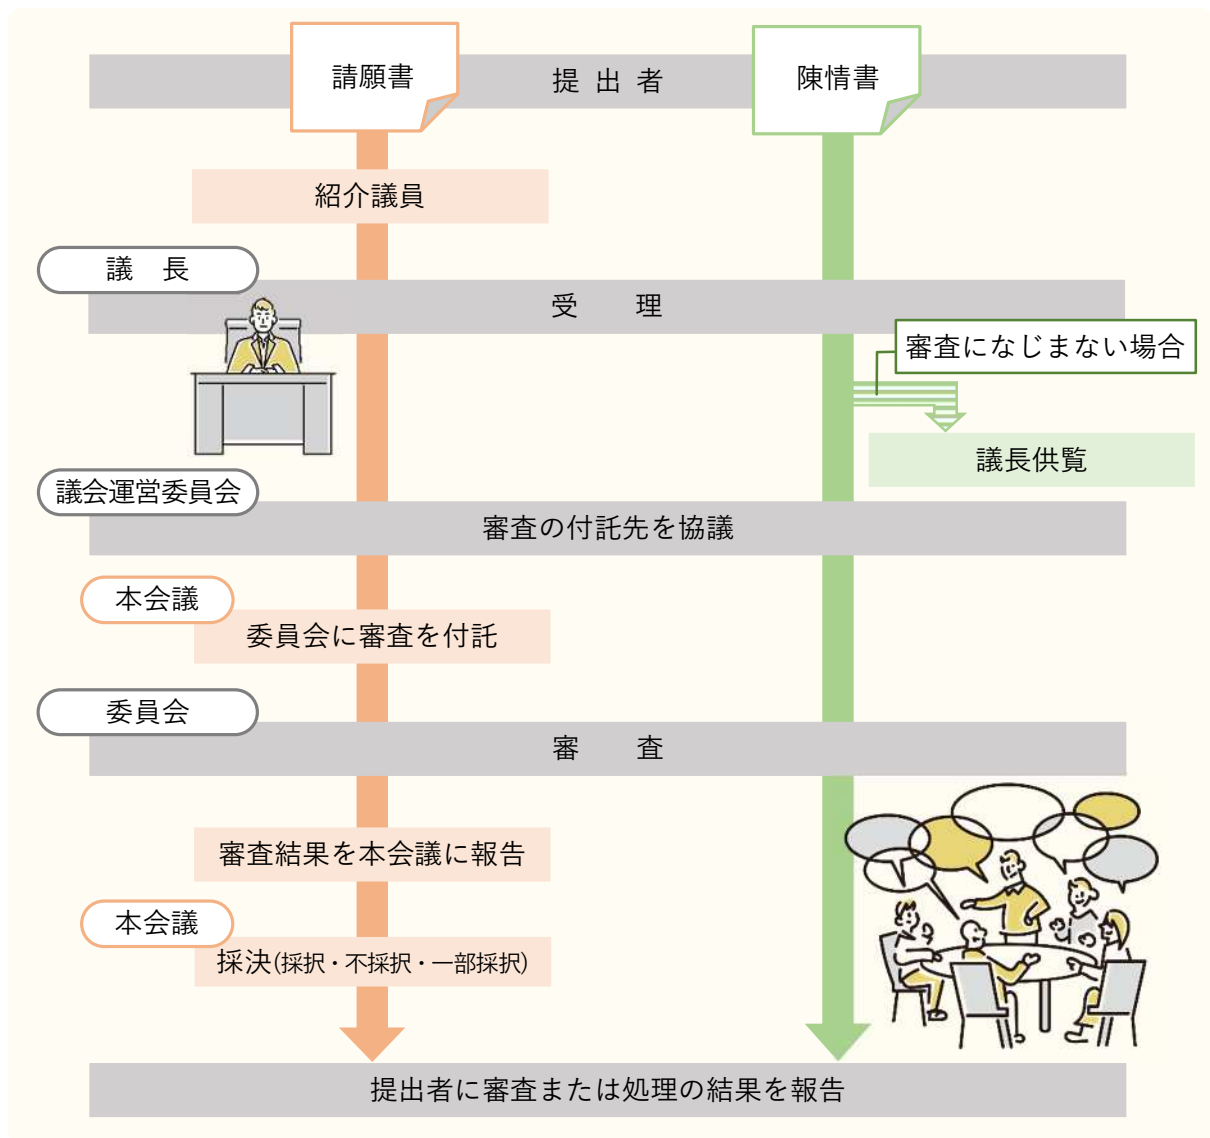 請願書
提出者
陳情書
紹介議員
議　長
受　　理
審査になじまない場合
議長供覧
議会運営委員会
審査の付託先を協議
本会議
委員会に審査を付託
委員会
審　　査
審査結果を本会議に報告
本会議
採決(採択・不採択・一部採択)
提出者に審査または処理の結果を報告